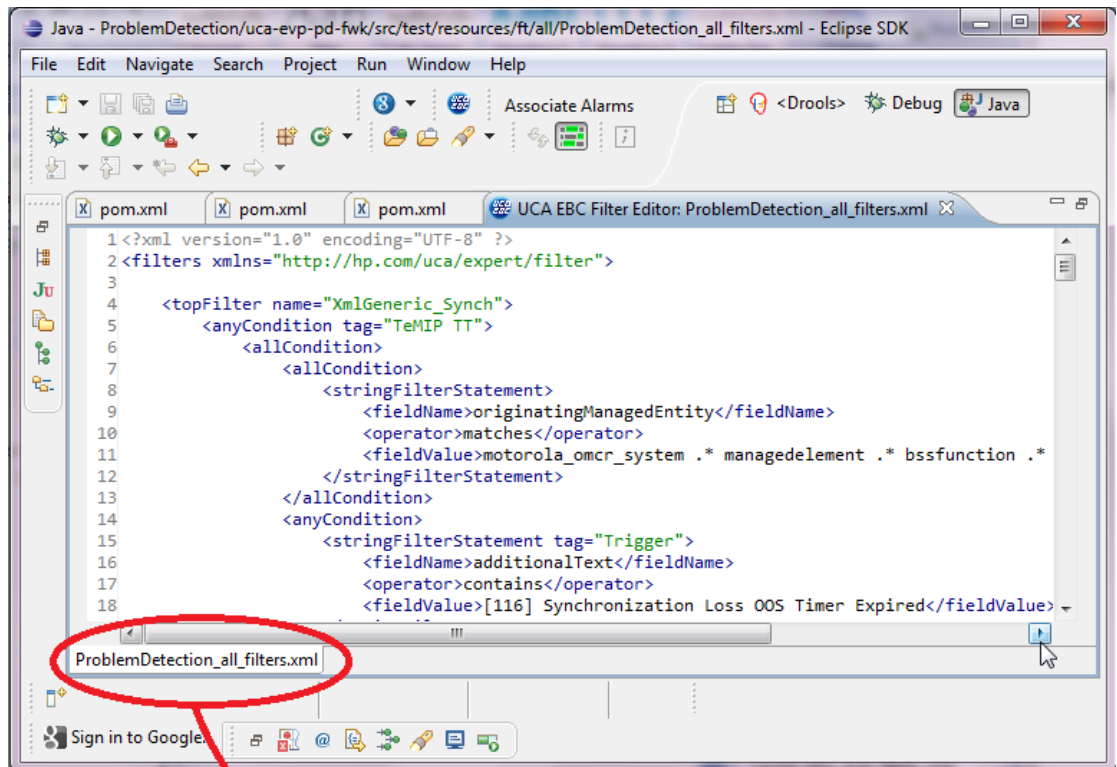 Java - ProblemDetection/uca-evp-pd-fwk/src/test/resources/ft/all/ProblemDetection_all_filters.xml - Eclipse SDK
File Edit Navigate Search Project Run Window Help
Associate Alarms <Drools> Debug Java
pom.xml pom.xml pom.xml UCA EBC Filter Editor: ProblemDetection_all_filters.xml
1 <?xml version="1.0" encoding="UTF-8" ?>
2 <filters xmlns="http://hp.com/uca/expert/filter">
3
4 <topFilter name="XmlGeneric_Synch">
5 <anyCondition tag="TeMIP TT">
6 <allCondition>
7 <allCondition>
8 <stringFilterStatement>
9 <fieldName>originatingManagedEntity</fieldName>
10 <operator>matches</operator>
11 <fieldValue>motorola_omcr_system .* managedelement .* bssfunction .*
12 </stringFilterStatement>
13 </allCondition>
14 <anyCondition>
15 <stringFilterStatement tag="Trigger">
16 <fieldName>additionalText</fieldName>
17 <operator>contains</operator>
18 <fieldValue>[116] Synchronization Loss OOS Timer Expired</fieldValue>
ProblemDetection_all_filters.xml
Sign in to Google.